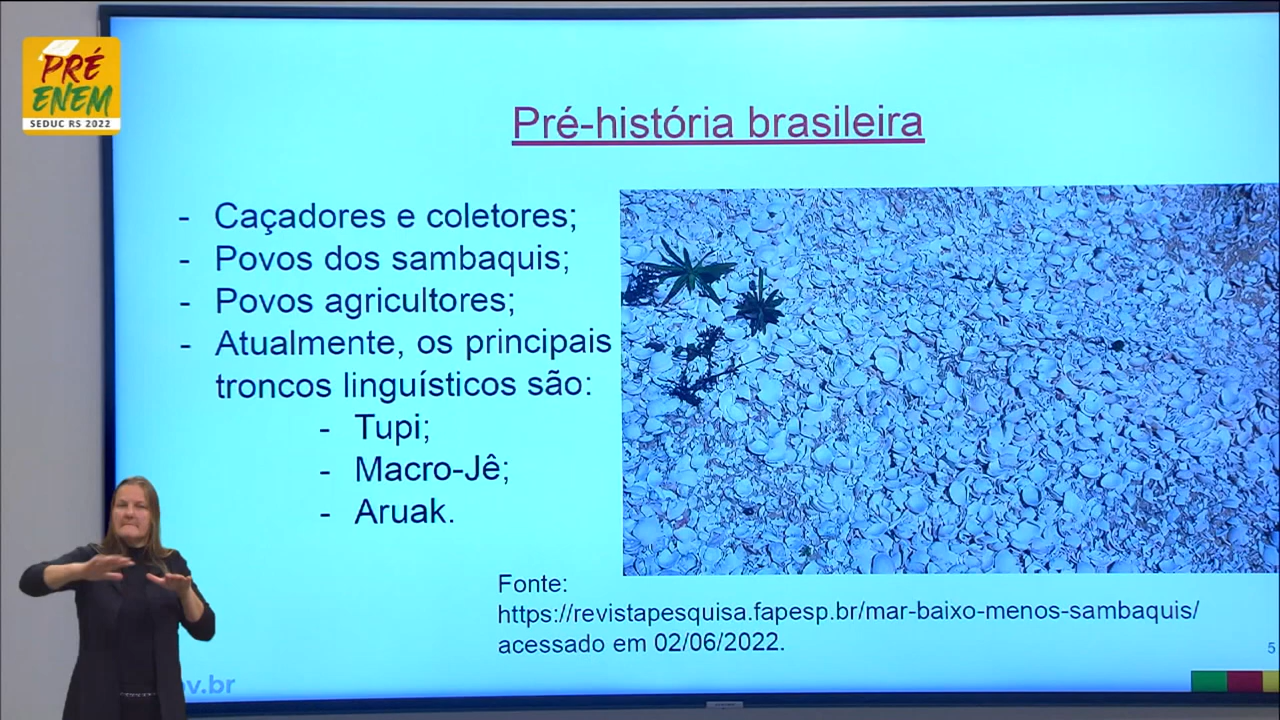 PRÉ
ENEM
SEDUC RS 2022
Pré-história brasileira
- Caçadores e coletores;
- Povos dos sambaquis;
- Povos agricultores;
- Atualmente, os principais
troncos linguísticos são:
- Tupi;
- Macro-Jê;
- Aruak.
Fonte:
https://revistapesquisa.fapesp.br/mar-baixo-menos-sambaquis/
acessado em 02/06/2022.
5
ov.br